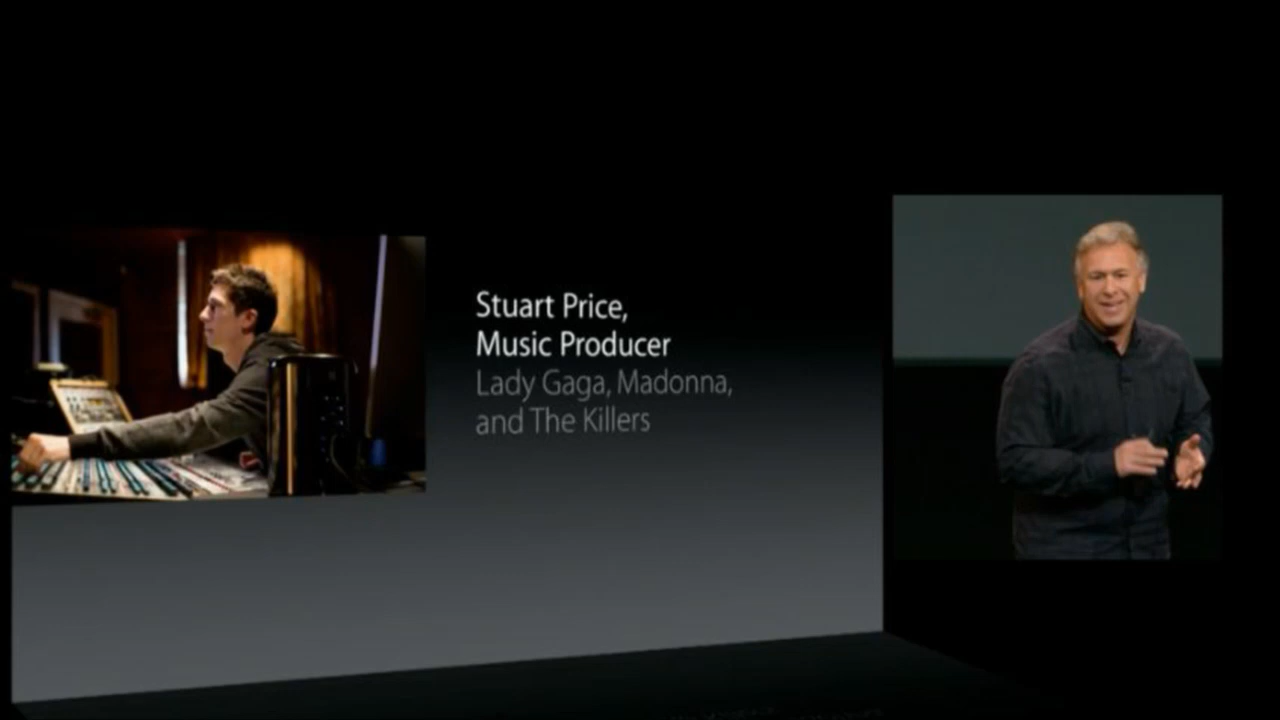 Stuart Price,
Music Producer
Lady Gaga, Madonna,
and The Killers